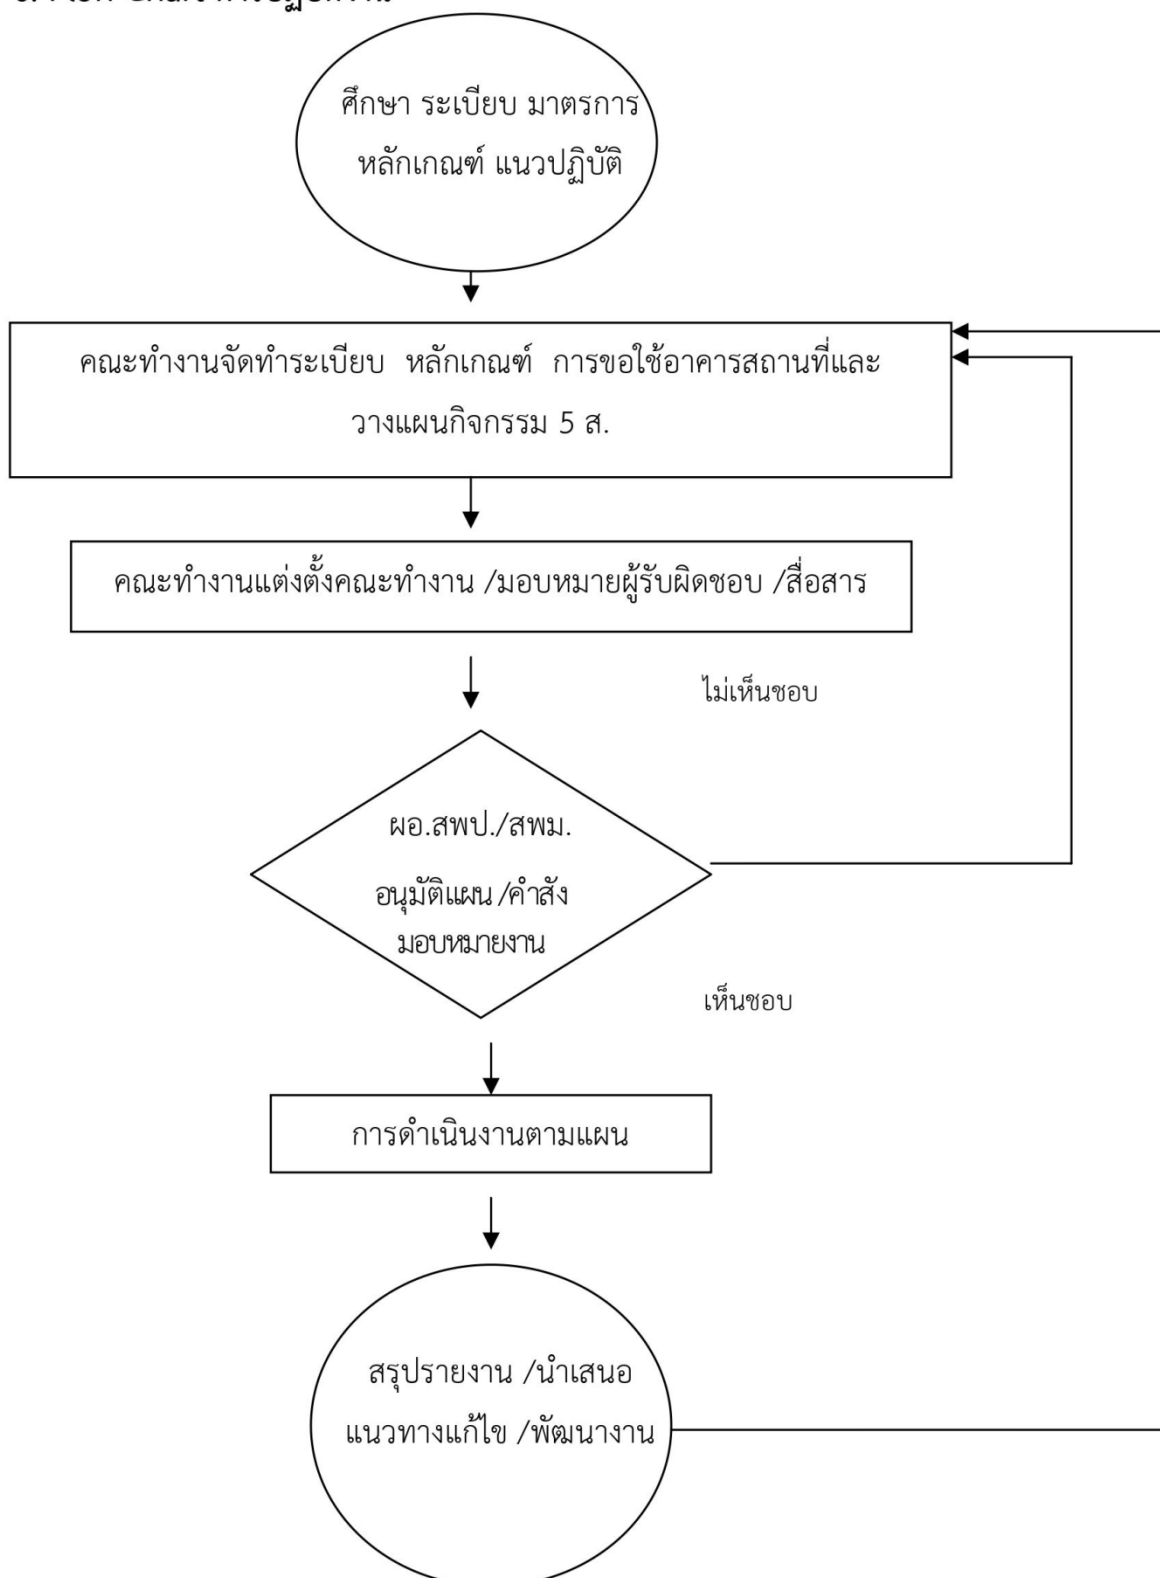 ศึกษา ระเบียบ มาตรการ
หลักเกณฑ์ แนวปฏิบัติ
คณะทำงานจัดทำระเบียบ หลักเกณฑ์ การขอใช้อาคารสถานที่และ
วางแผนกิจกรรม 5 ส.
คณะทำงานแต่งตั้งคณะทำงาน /มอบหมายผู้รับผิดชอบ /สื่อสาร
ไม่เห็นชอบ
ผอ.สพป./สพม.
อนุมัติแผน /คำสั่ง
มอบหมายงาน
เห็นชอบ
การดำเนินงานตามแผน
สรุปรายงาน /นำเสนอ
แนวทางแก้ไข /พัฒนางาน